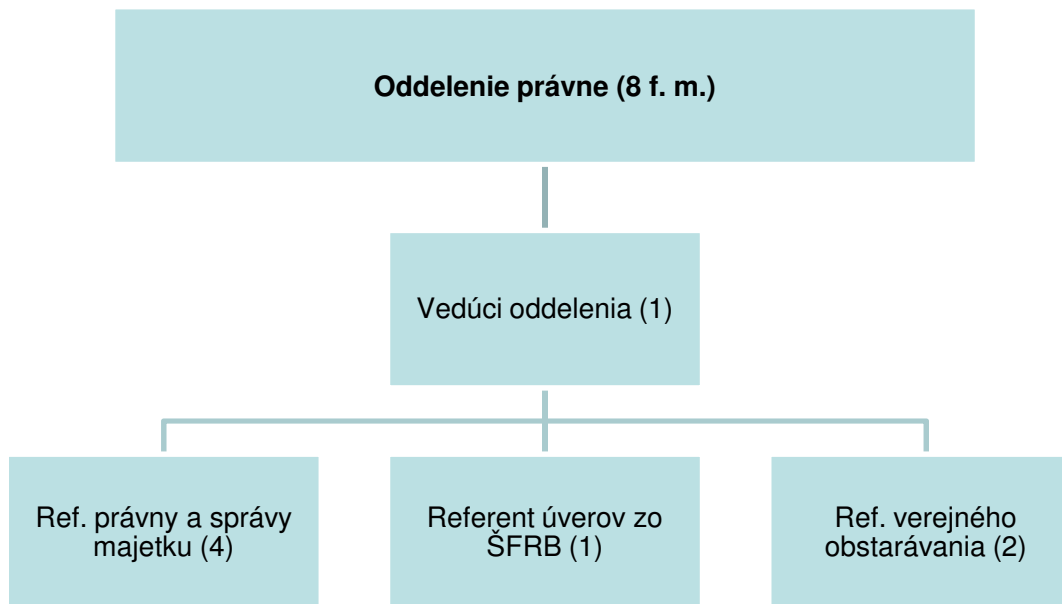 Oddelenie právne (8 f. m.)
Vedúci oddelenia (1)
Ref. právny a správy
majetku (4)
Referent úverov zo
ŠFRB (1)
Ref. verejného
obstarávania (2)